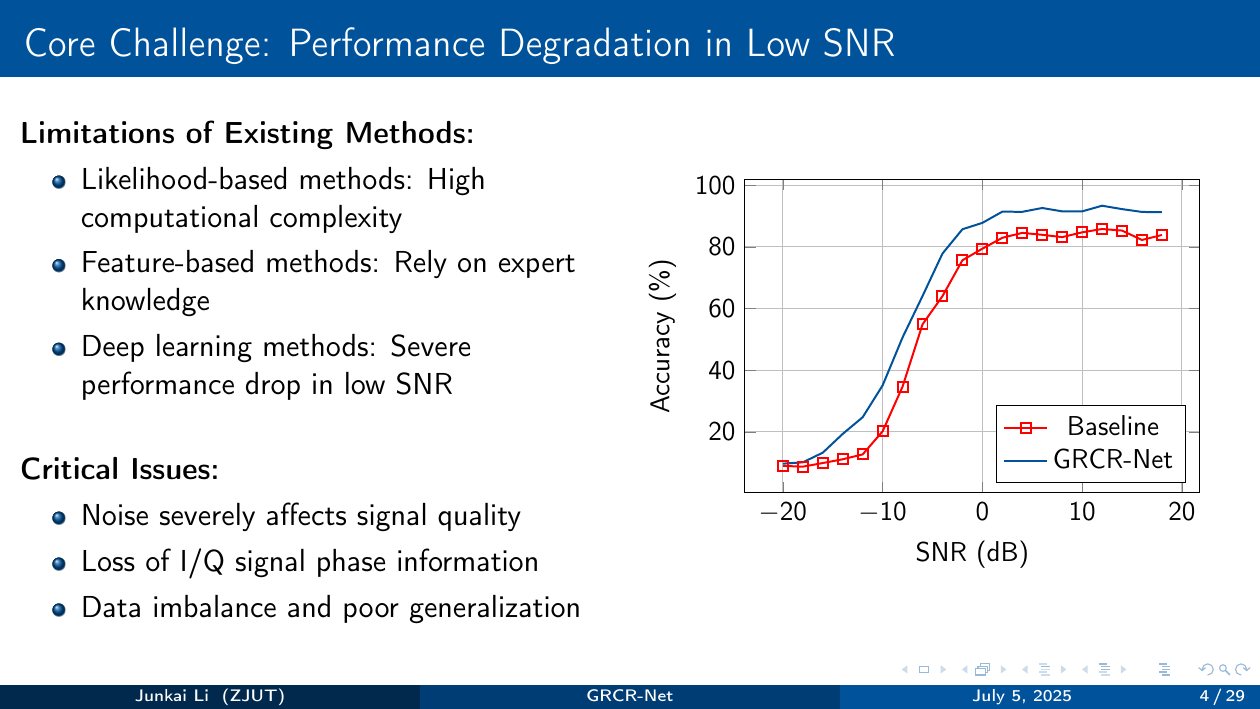 Core Challenge: Performance Degradation in Low SNR
Limitations of Existing Methods:
Likelihood-based methods: High
computational complexity
Feature-based methods: Rely on expert
knowledge
Deep learning methods: Severe
performance drop in low SNR
Critical Issues:
Noise severely affects signal quality
Loss of I/Q signal phase information
Data imbalance and poor generalization
100
80
60
40
20
Accuracy (%)
−20 −10 0 10 20
SNR (dB)
Baseline
GRCR-Net
Junkai Li (ZJUT) GRCR-Net July 5, 2025 4 / 29